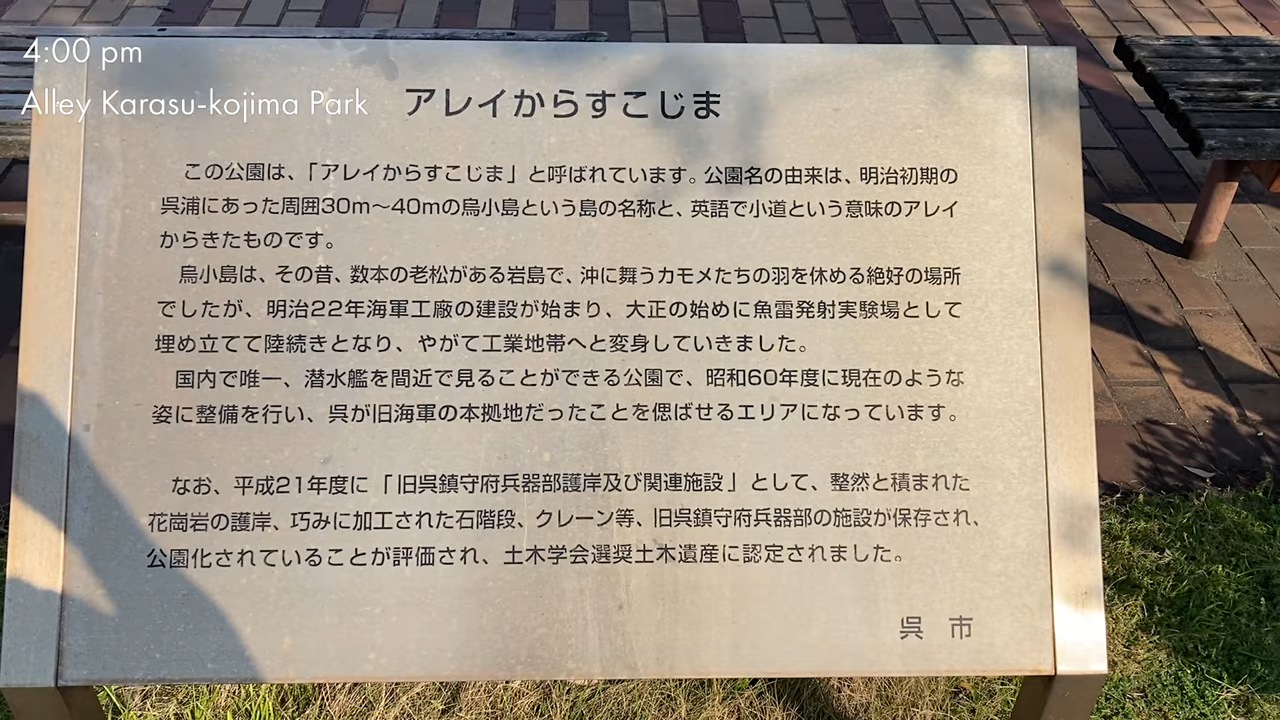 4:00 pm
Alley Karasu-kojima Park
アレイからすこじま
この公園は、「アレイからすこじま」と呼ばれています。公園名の由来は、明治初期の
呉浦にあった周囲30m～40mの烏小島という島の名称と、英語で小道という意味のアレイ
からきたものです。
烏小島は、その昔、数本の老松がある岩島で、沖に舞うカモメたちの羽を休める絶好の場所
でしたが、明治22年海軍工廠の建設が始まり、大正の始めに魚雷発射実験場として
埋め立てて陸続きとなり、やがて工業地帯へと変身していきました。
国内で唯一、潜水艦を間近で見ることができる公園で、昭和60年度に現在のような
姿に整備を行い、呉が旧海軍の本拠地だったことを偲ばせるエリアになっています。
なお、平成21年度に「旧呉鎮守府兵器部護岸及び関連施設」として、整然と積まれた
花崗岩の護岸、巧みに加工された石階段、クレーン等、旧呉鎮守府兵器部の施設が保存され、
公園化されていることが評価され、土木学会選奨土木遺産に認定されました。
呉 市